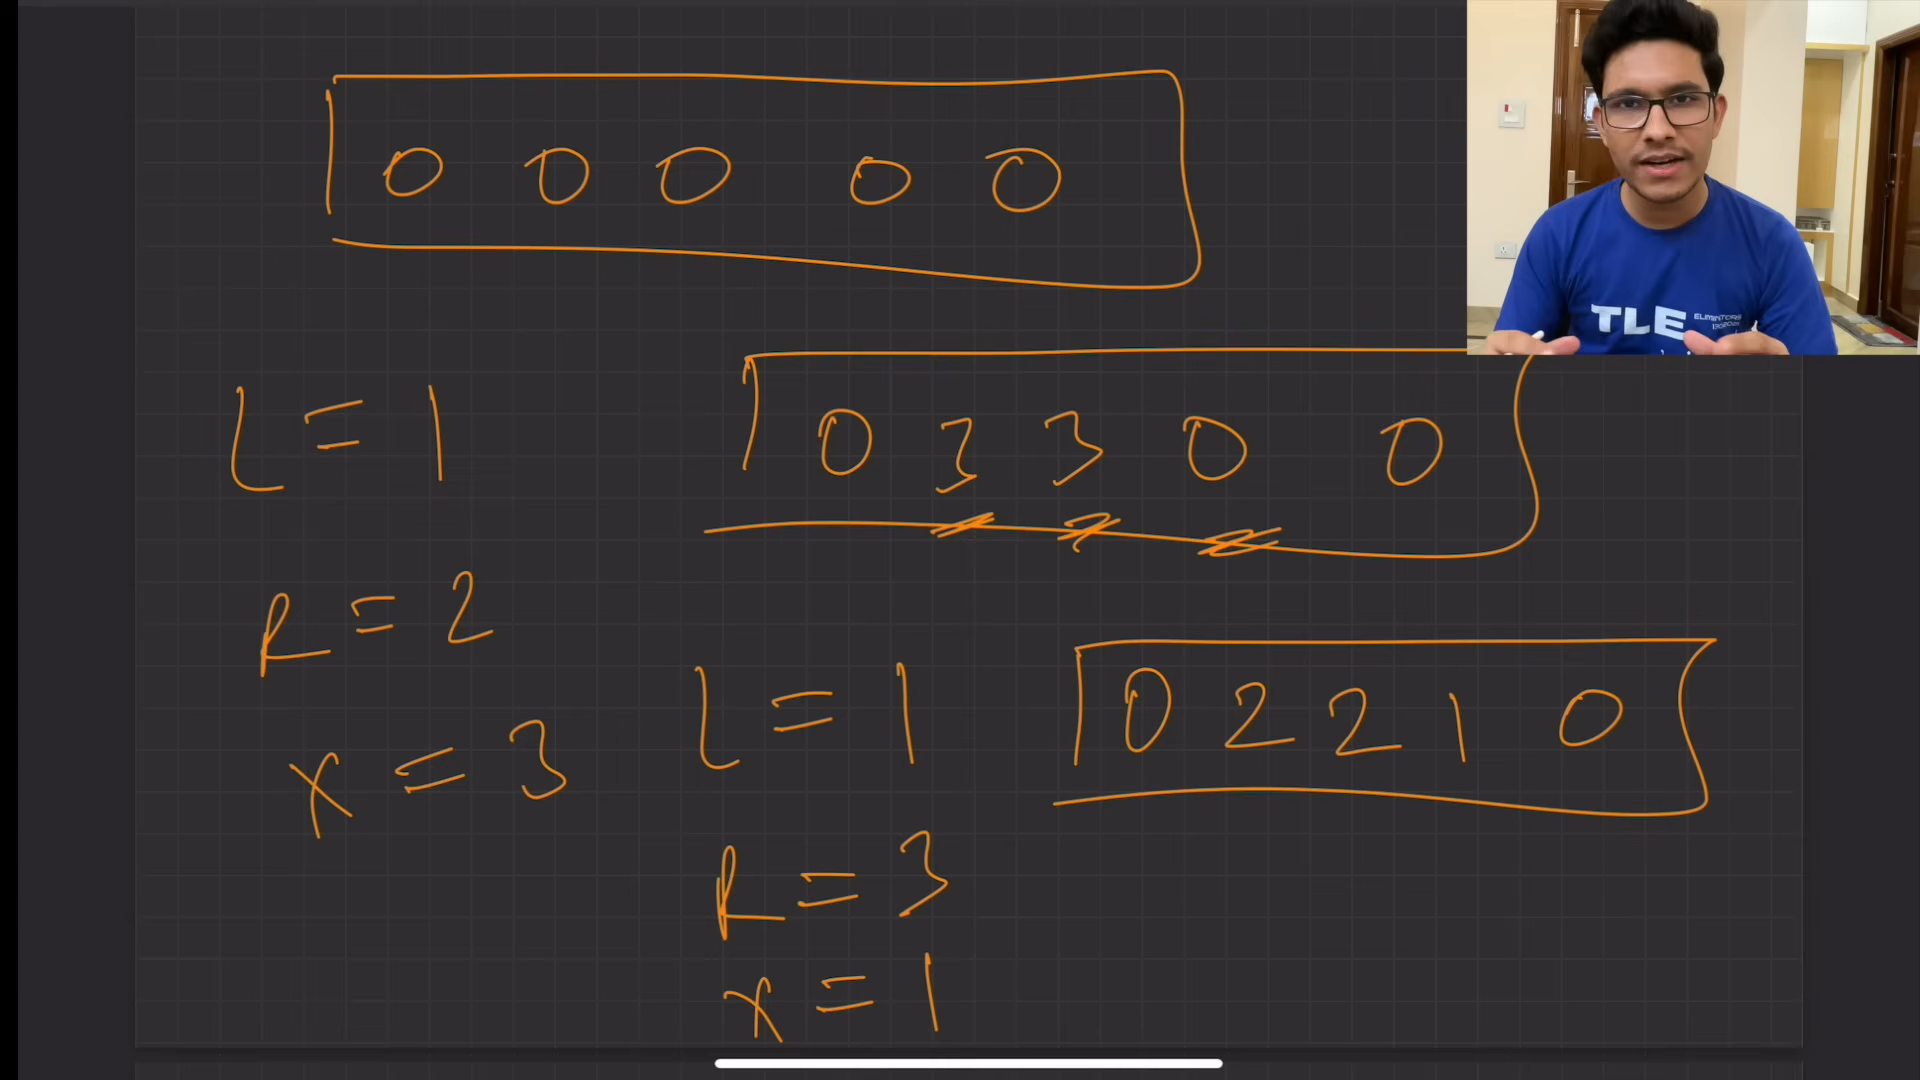 0 0 0 0 0
L = 1
0 3 3 0 0
R = 2
x = 3
L = 1
0 2 2 1 0
R = 3
x = 1
TLE
ELIMINATORS